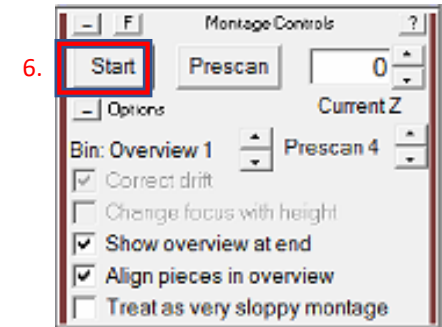 - F Montage Controls ?
6. Start Prescan 0
- Options Current Z
Bin: Overview 1 Prescan 4
Correct drift
Change focus with height
Show overview at end
Align pieces in overview
Treat as very sloppy montage